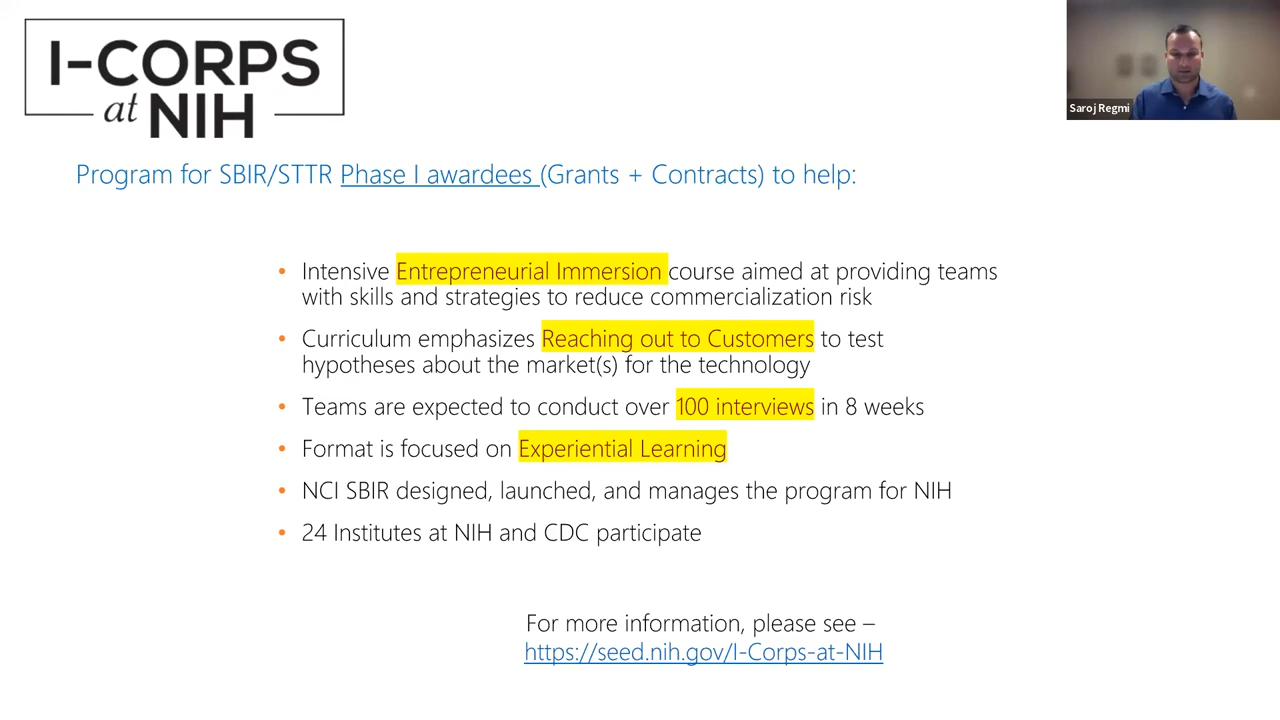 I-CORPS
at NIH
Saroj Regmi
Program for SBIR/STTR Phase I awardees (Grants + Contracts) to help:
• Intensive Entrepreneurial Immersion course aimed at providing teams
with skills and strategies to reduce commercialization risk
• Curriculum emphasizes Reaching out to Customers to test
hypotheses about the market(s) for the technology
• Teams are expected to conduct over 100 interviews in 8 weeks
• Format is focused on Experiential Learning
• NCI SBIR designed, launched, and manages the program for NIH
• 24 Institutes at NIH and CDC participate
For more information, please see –
https://seed.nih.gov/I-Corps-at-NIH